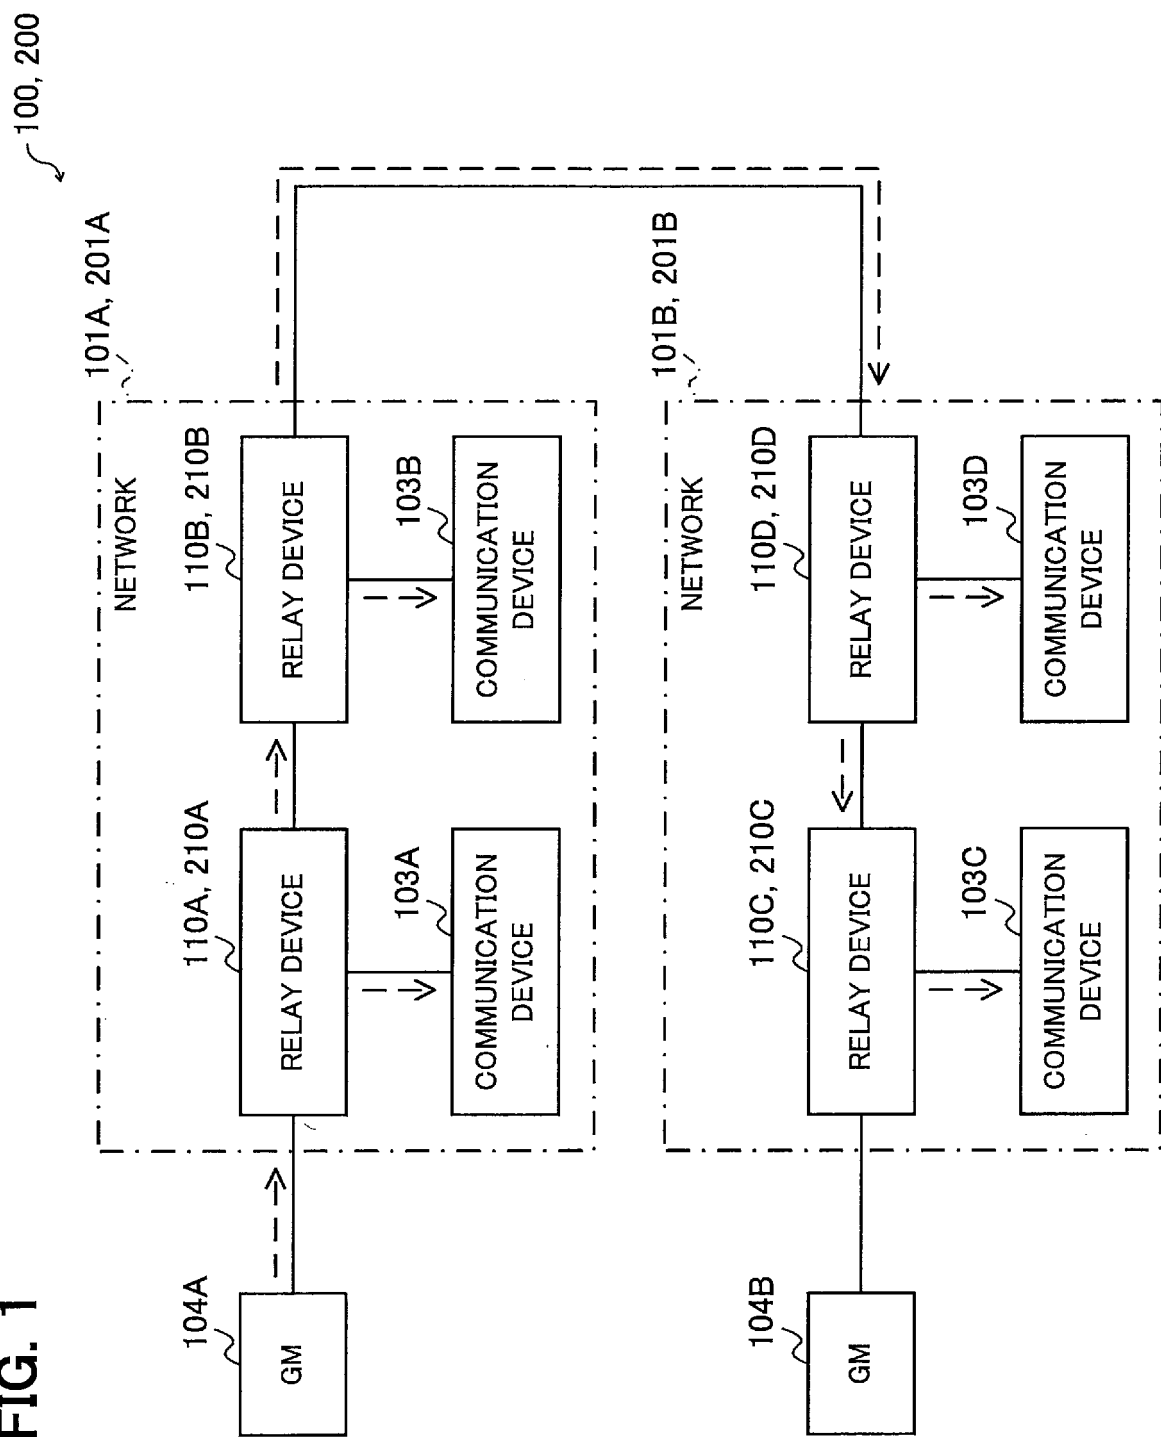 FIG. 1
100, 200
101A, 201A
NETWORK
104A
GM
110A, 210A
RELAY DEVICE
103A
COMMUNICATION
DEVICE
110B, 210B
RELAY DEVICE
103B
COMMUNICATION
DEVICE
101B, 201B
NETWORK
104B
GM
110C, 210C
RELAY DEVICE
103C
COMMUNICATION
DEVICE
110D, 210D
RELAY DEVICE
103D
COMMUNICATION
DEVICE